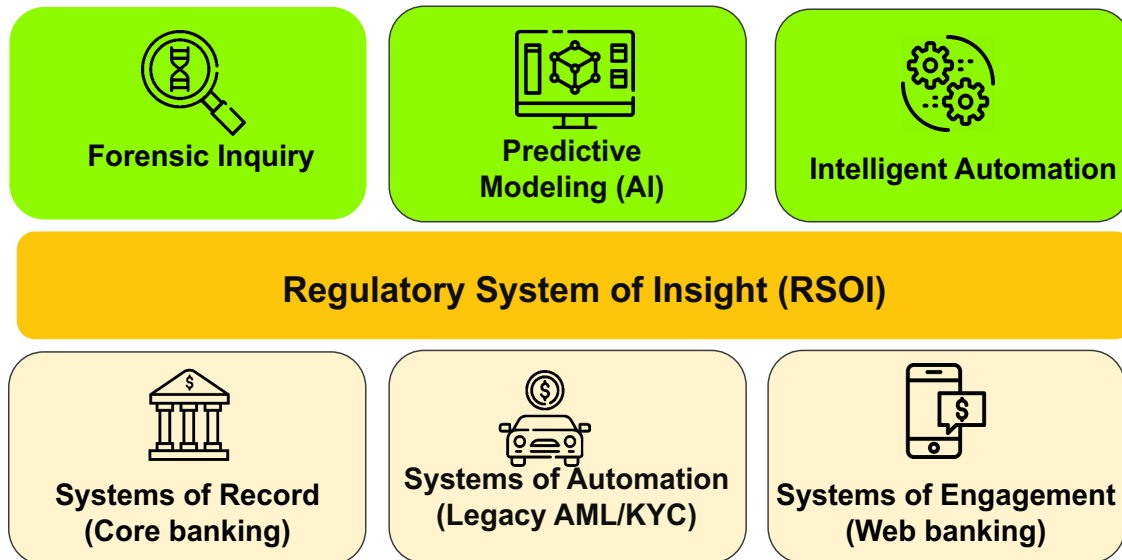 Forensic Inquiry
Predictive
Modeling (AI)
Intelligent Automation
Regulatory System of Insight (RSOI)
$
Systems of Record
(Core banking)
$
Systems of Automation
(Legacy AML/KYC)
$
Systems of Engagement
(Web banking)